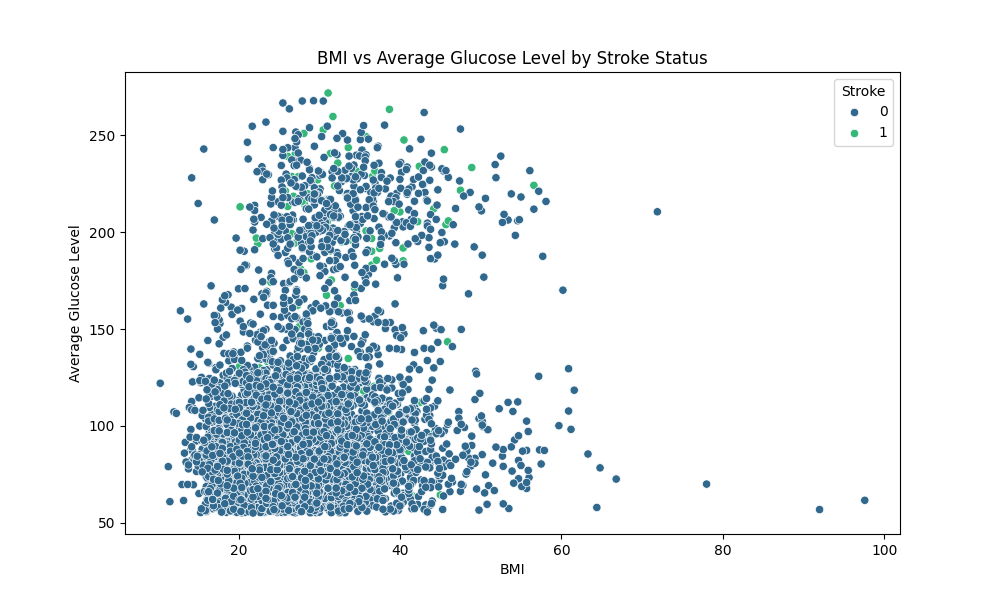 BMI vs Average Glucose Level by Stroke Status
Stroke
0
1
Average Glucose Level
250
200
150
100
50
20 40 60 80 100
BMI